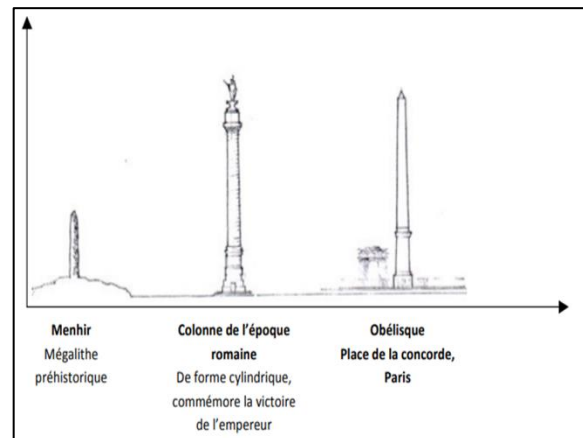 Menhir
Mégalithe
préhistorique
Colonne de l’époque
romaine
De forme cylindrique,
commémore la victoire
de l’empereur
Obélisque
Place de la concorde,
Paris